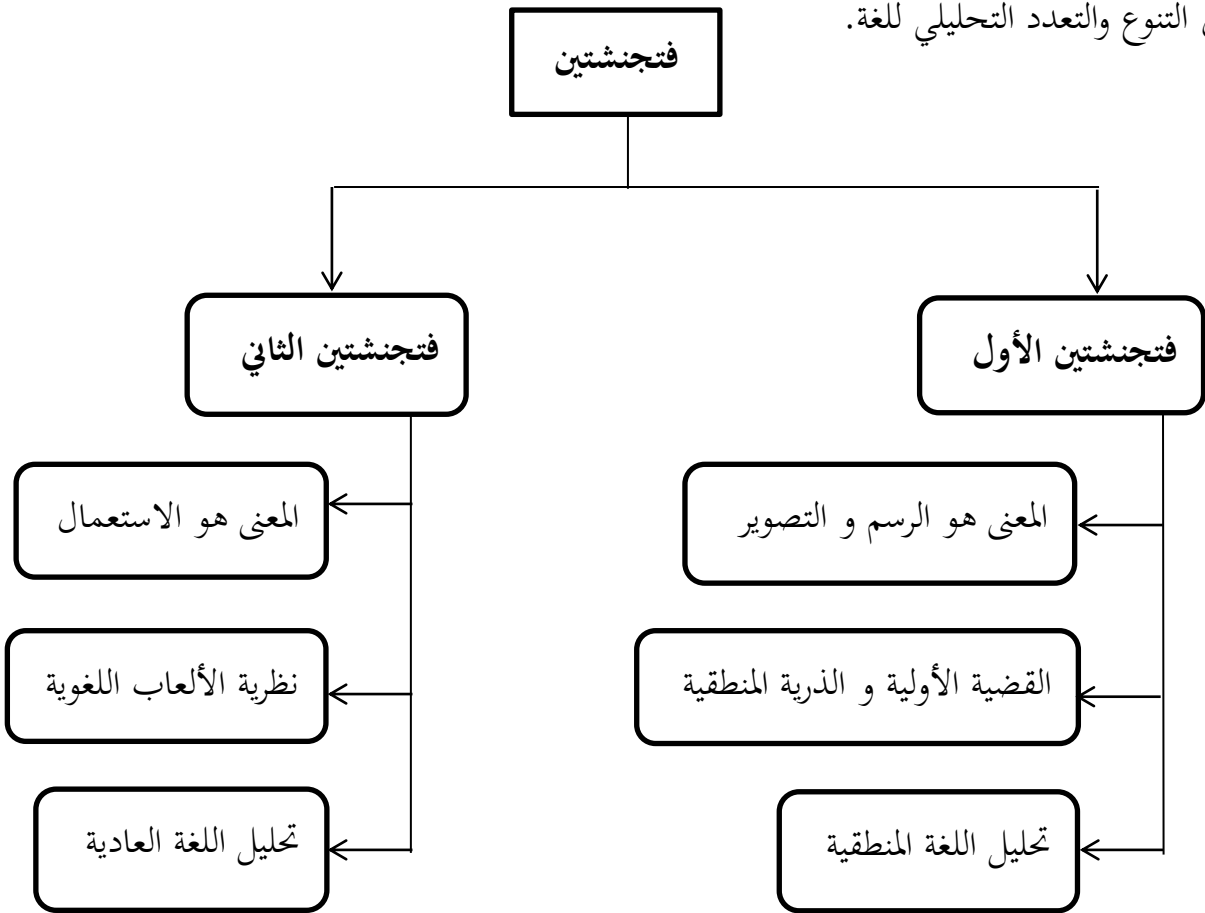 التنوع والتعدد التحليلي للغة.
فتجنشتين
فتجنشتين الأول
فتجنشتين الثاني
المعنى هو الرسم و التصوير
المعنى هو الاستعمال
القضية الأولية و الذرية المنطقية
نظرية الألعاب اللغوية
تحليل اللغة المنطقية
تحليل اللغة العادية